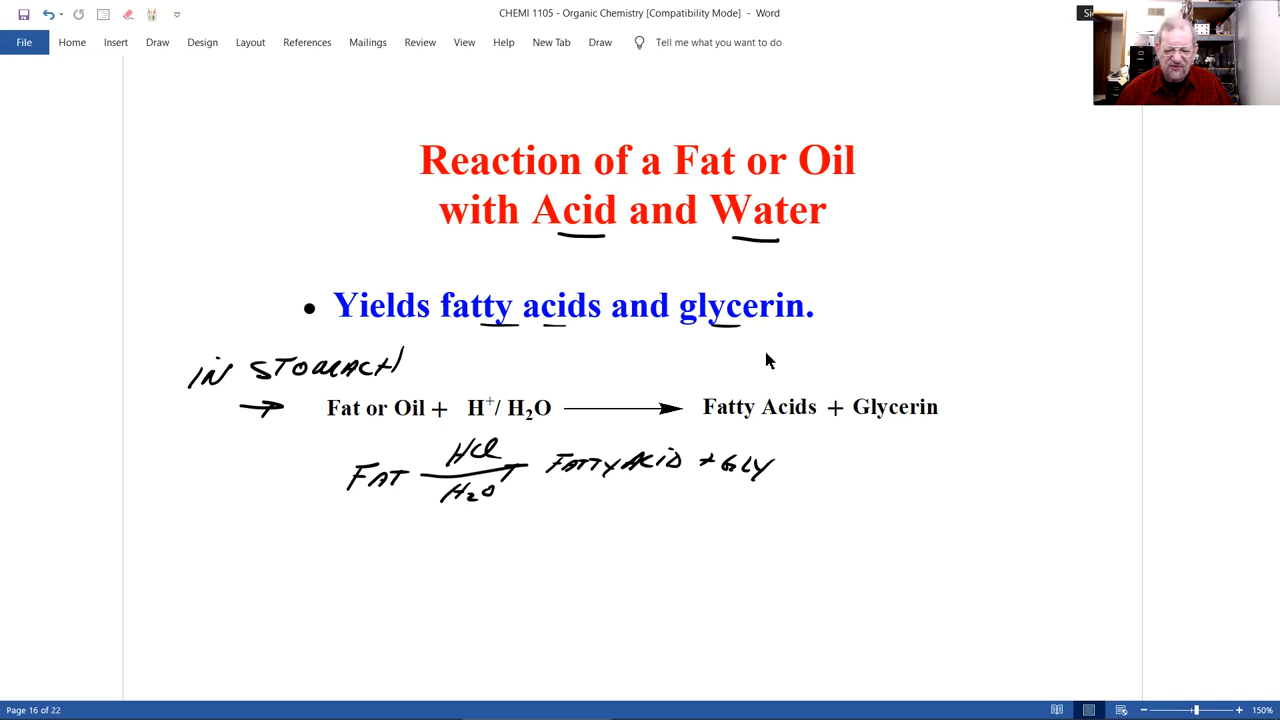 CHEMI 1105 - Organic Chemistry [Compatibility Mode] - Word
Si
File Home Insert Draw Design Layout References Mailings Review View Help New Tab Draw Tell me what you want to do
Reaction of a Fat or Oil
with Acid and Water
• Yields fatty acids and glycerin.
IN STOMACH
→ Fat or Oil + H+/ H2O ⟶ Fatty Acids + Glycerin
HCl
FAT → FATTY ACID + GLY
H2O
Page 16 of 22
150%